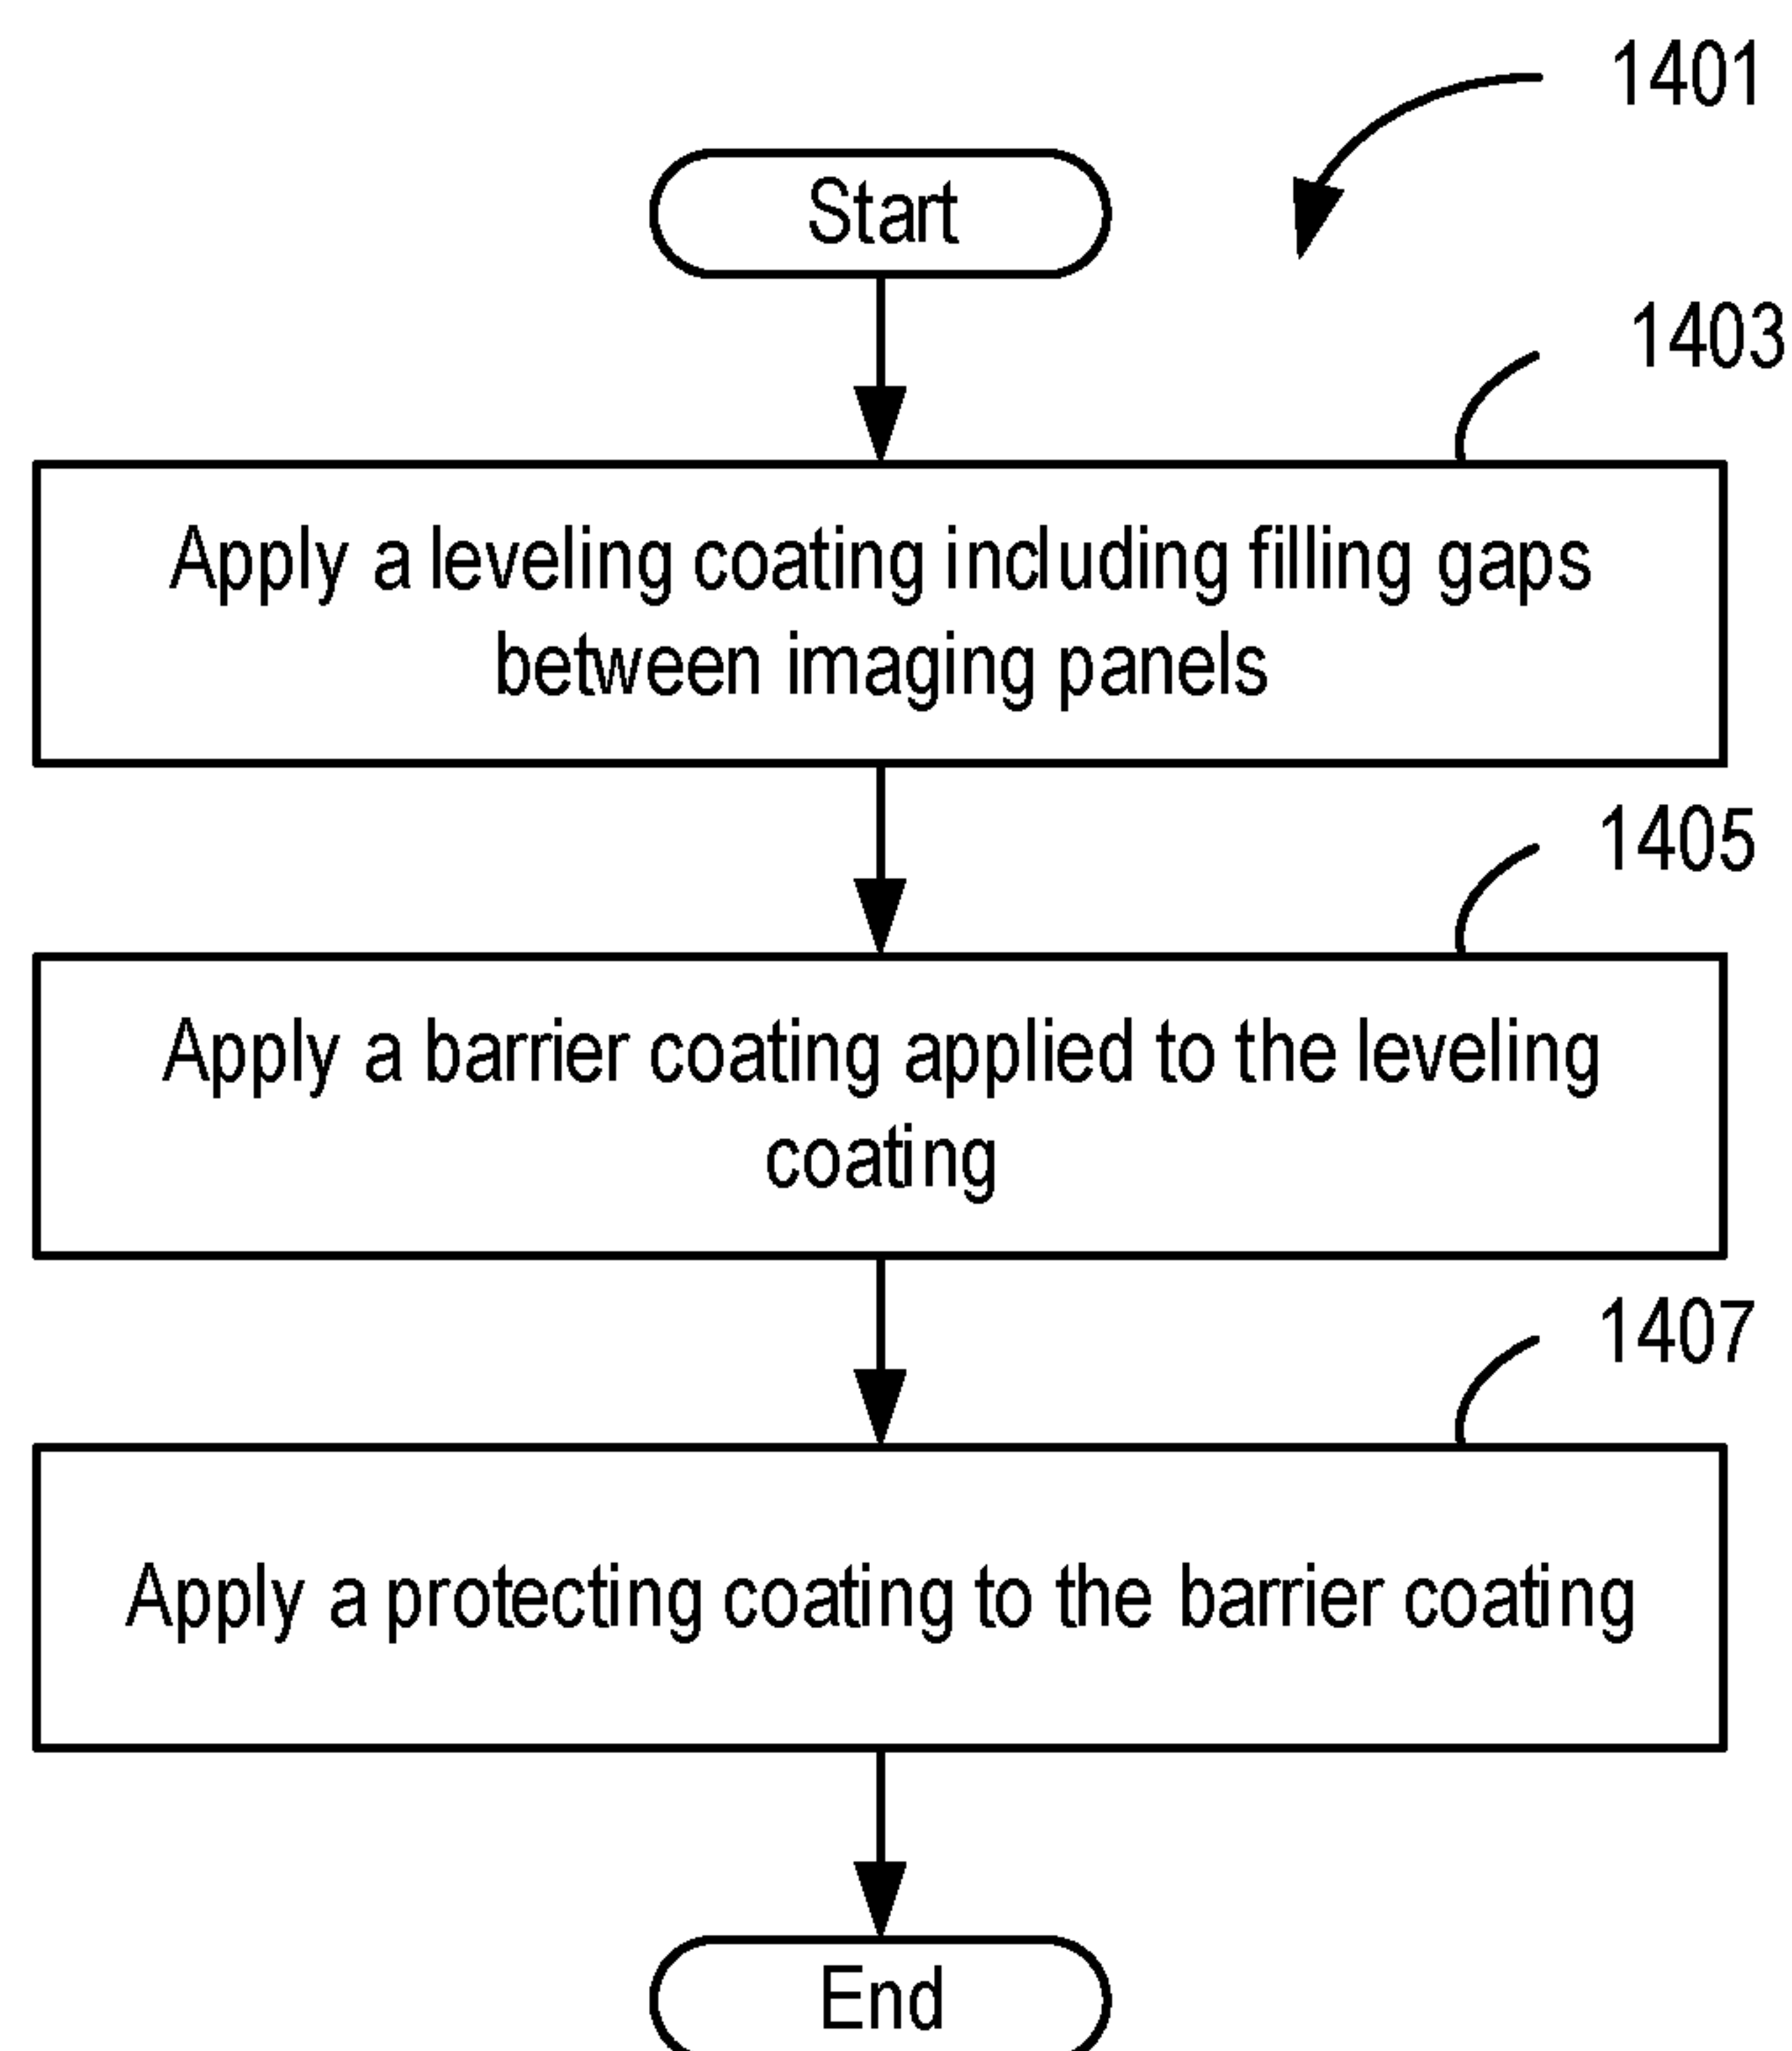 1401
Start
1403
Apply a leveling coating including filling gaps
between imaging panels
1405
Apply a barrier coating applied to the leveling
coating
1407
Apply a protecting coating to the barrier coating
End